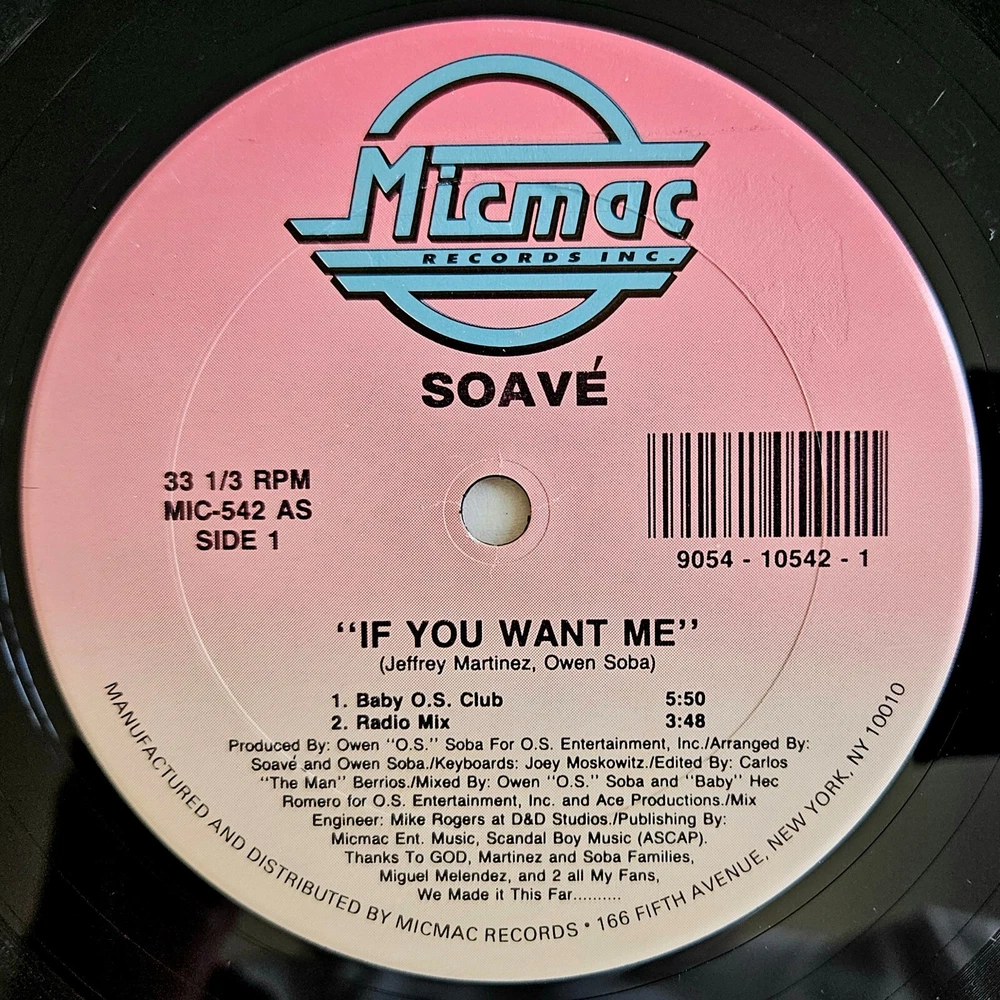 Micmac
RECORDS INC.
SOAVÉ
33 1/3 RPM
MIC-542 AS
SIDE 1
9054 - 10542 - 1
“IF YOU WANT ME”
(Jeffrey Martinez, Owen Soba)
1. Baby O.S. Club 5:50
2. Radio Mix 3:48
Produced By: Owen "O.S." Soba For O.S. Entertainment, Inc./Arranged By:
Soavé and Owen Soba./Keyboards: Joey Moskowitz./Edited By: Carlos
"The Man" Berrios./Mixed By: Owen "O.S." Soba and "Baby" Hec
Romero for O.S. Entertainment, Inc. and Ace Productions./Mix
Engineer: Mike Rogers at D&D Studios./Publishing By:
Micmac Ent. Music, Scandal Boy Music (ASCAP).
Thanks To GOD, Martinez and Soba Families,
Miguel Melendez, and 2 all My Fans,
We Made it This Far..........
MANUFACTURED AND DISTRIBUTED BY MICMAC RECORDS • 166 FIFTH AVENUE, NEW YORK, NY 10010